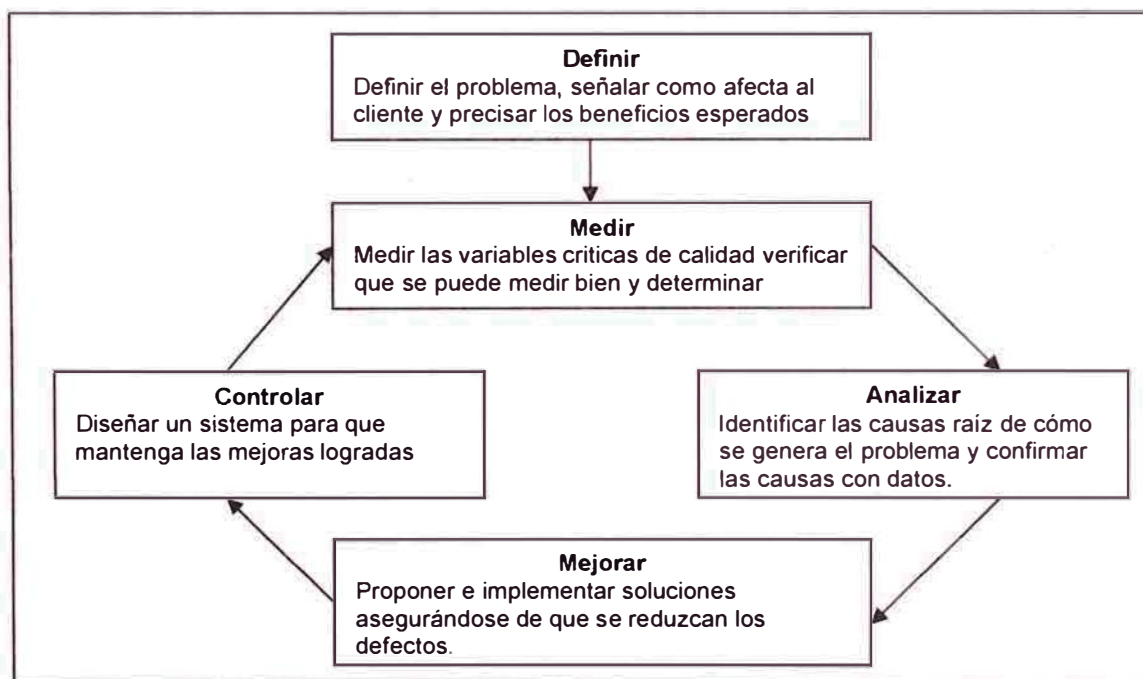 Definir
Definir el problema, señalar como afecta al
cliente y precisar los beneficios esperados
Medir
Medir las variables criticas de calidad verificar
que se puede medir bien y determinar
Controlar
Diseñar un sistema para que
mantenga las mejoras logradas
Analizar
Identificar las causas raíz de cómo
se genera el problema y confirmar
las causas con datos.
Mejorar
Proponer e implementar soluciones
asegurándose de que se reduzcan los
defectos.